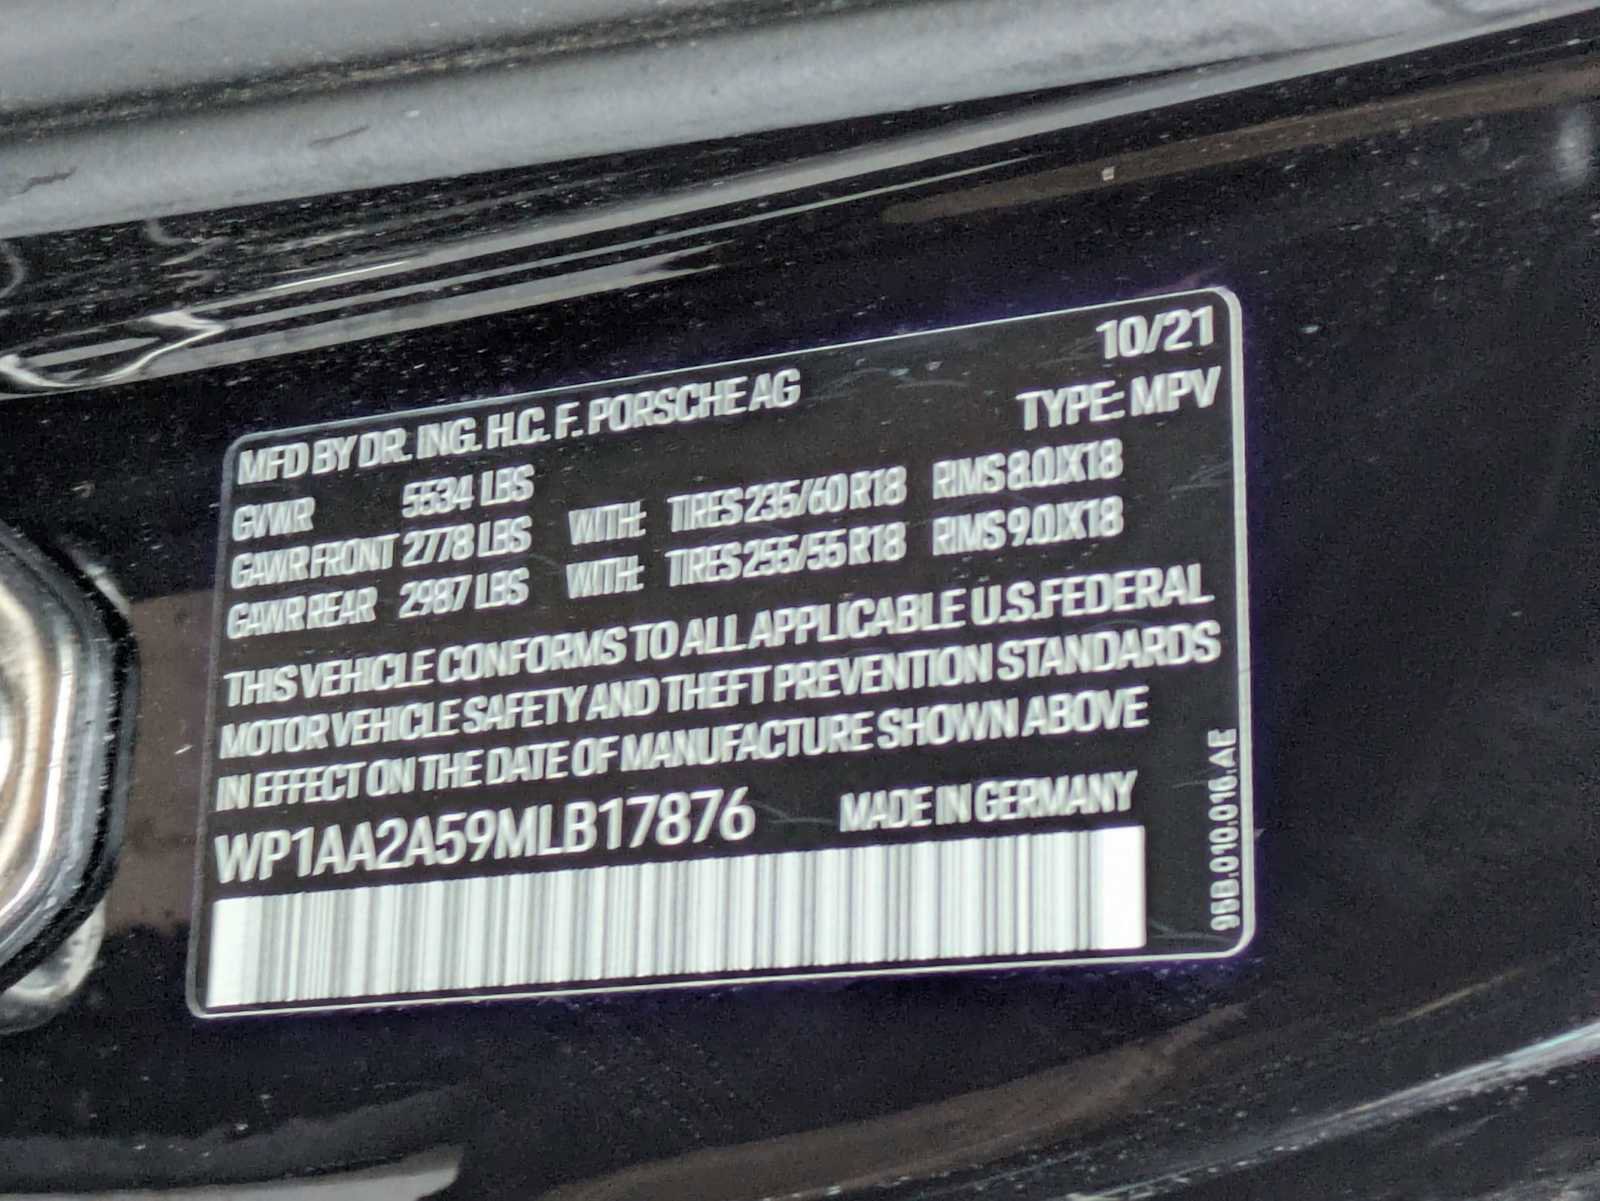 10/21
MFD BY DR. ING. H.C. F. PORSCHE AG
TYPE: MPV
GVWR 5534 LBS
GAWR FRONT 2778 LBS WITH: TIRES 235/60 R18 RIMS 8.0JX18
GAWR REAR 2987 LBS WITH: TIRES 255/55 R18 RIMS 9.0JX18
THIS VEHICLE CONFORMS TO ALL APPLICABLE U.S.FEDERAL
MOTOR VEHICLE SAFETY AND THEFT PREVENTION STANDARDS
IN EFFECT ON THE DATE OF MANUFACTURE SHOWN ABOVE
WP1AA2A59MLB17876 MADE IN GERMANY
95B.010.016.AE